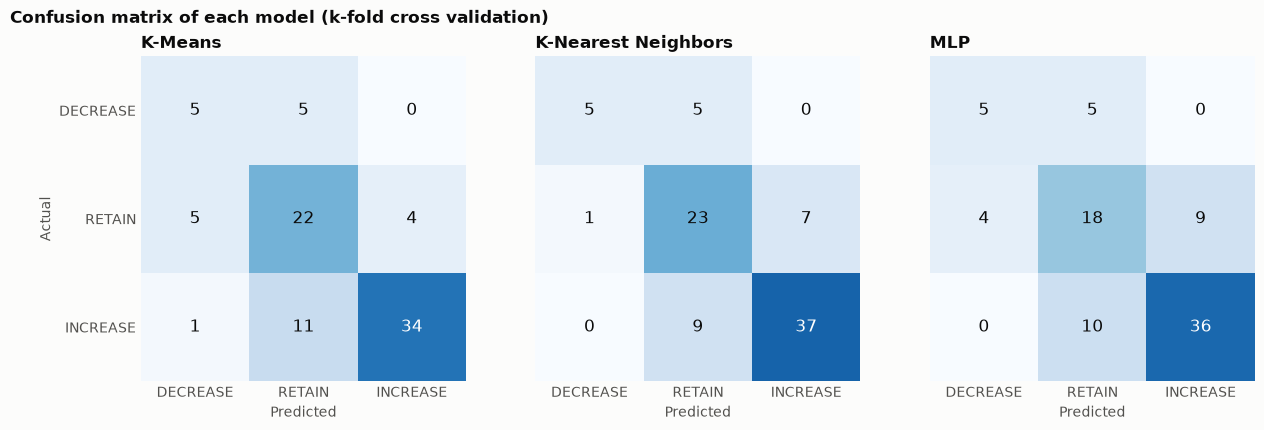 Confusion matrix of each model (k-fold cross validation)
K-Means
K-Nearest Neighbors
MLP
Actual
DECREASE 5 5 0 5 5 0 5 5 0
RETAIN 5 22 4 1 23 7 4 18 9
INCREASE 1 11 34 0 9 37 0 10 36
DECREASE RETAIN INCREASE DECREASE RETAIN INCREASE DECREASE RETAIN INCREASE
Predicted Predicted Predicted